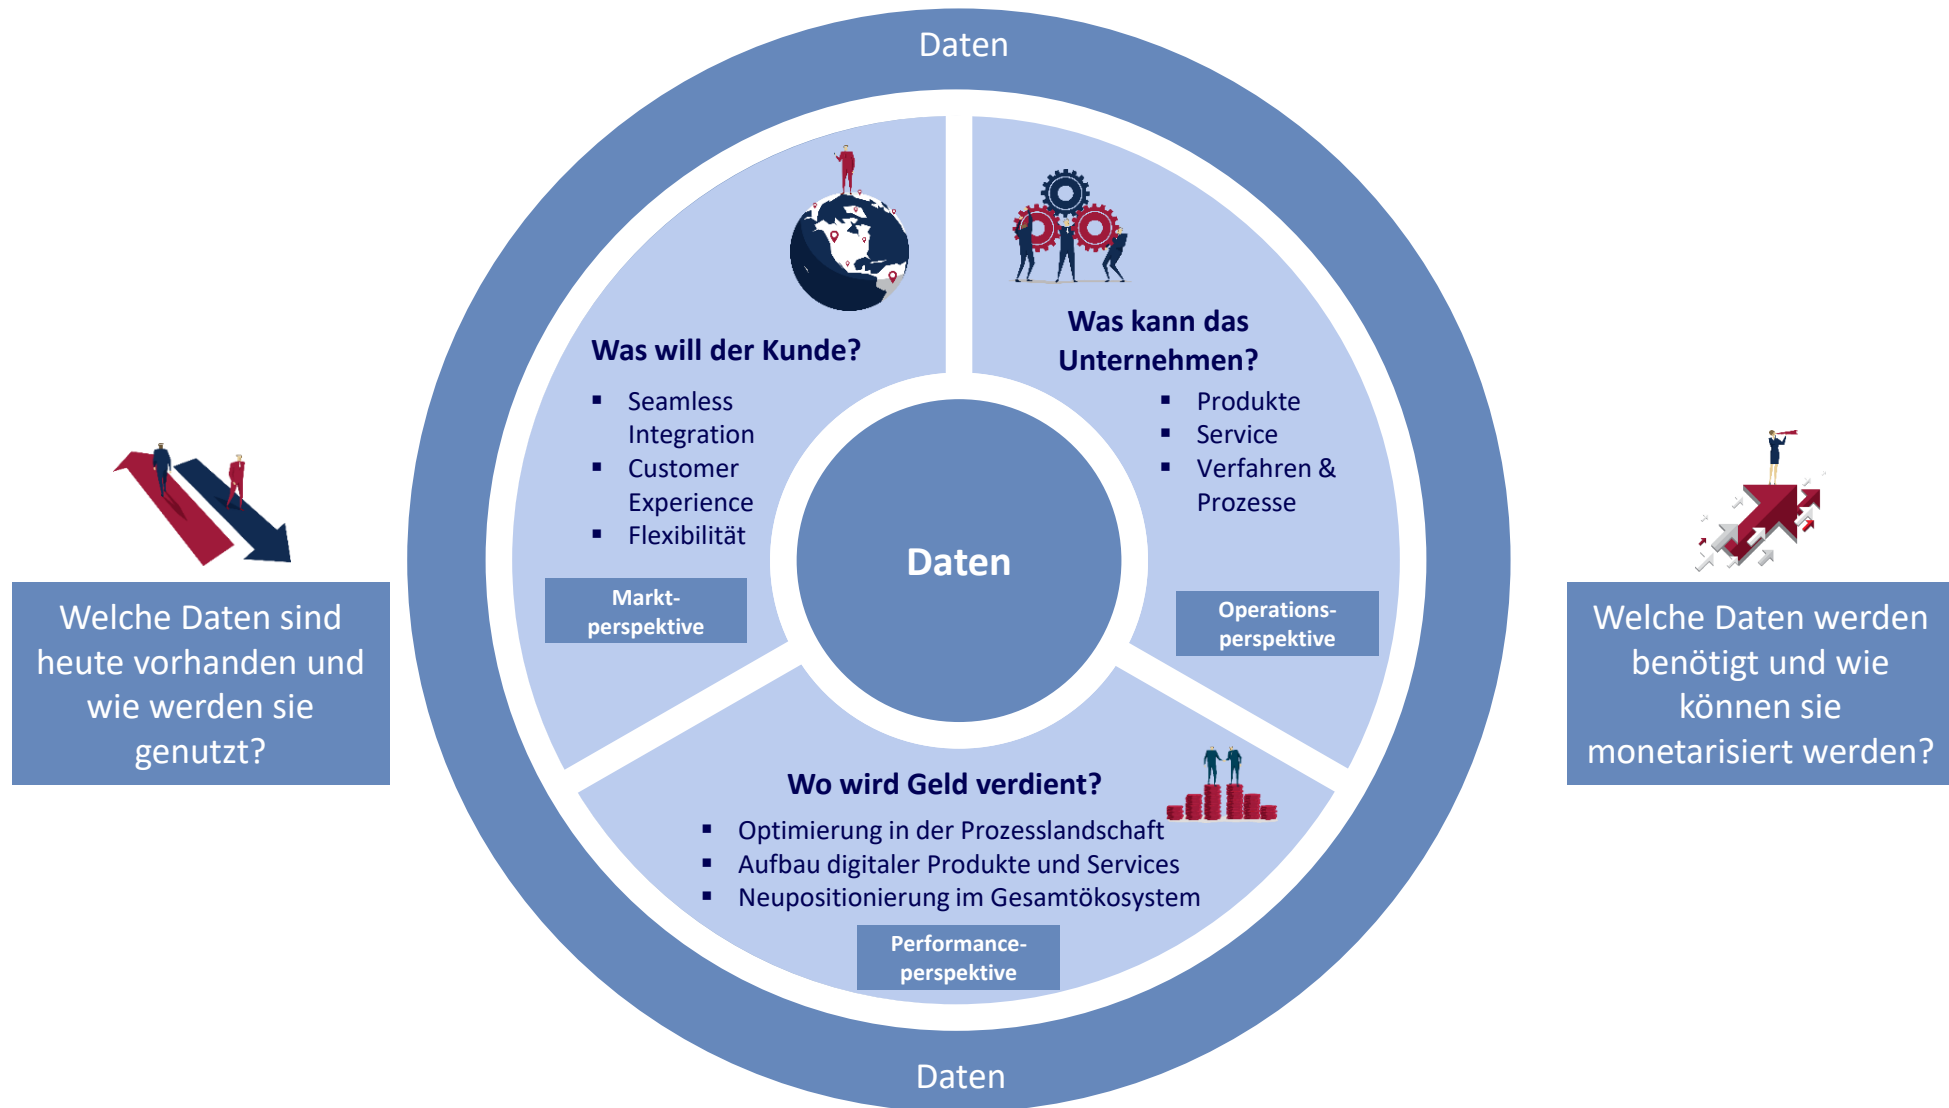 Daten
Was will der Kunde?
▪ Seamless
Integration
▪ Customer
Experience
▪ Flexibilität
Markt-
perspektive
Was kann das
Unternehmen?
▪ Produkte
▪ Service
▪ Verfahren &
Prozesse
Operations-
perspektive
Daten
Welche Daten sind
heute vorhanden und
wie werden sie
genutzt?
Welche Daten werden
benötigt und wie
können sie
monetarisiert werden?
Wo wird Geld verdient?
▪ Optimierung in der Prozesslandschaft
▪ Aufbau digitaler Produkte und Services
▪ Neupositionierung im Gesamtökosystem
Performance-
perspektive
Daten